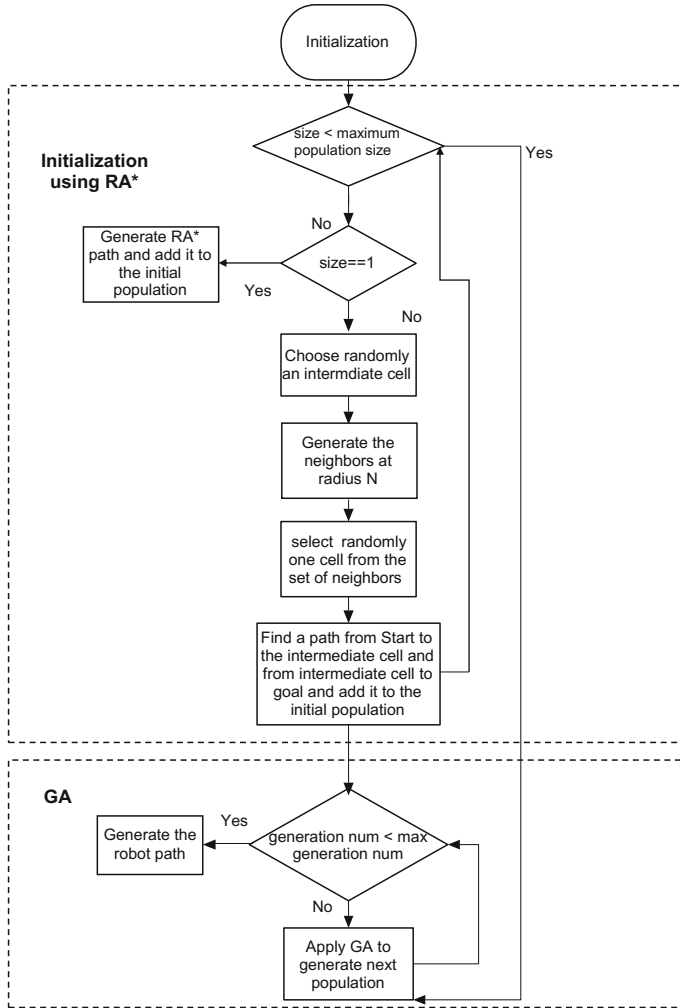 Initialization
size < maximum
population size
Yes
Initialization
using RA*
No
Generate RA*
path and add it to
the initial
population
size==1
Yes
No
Choose randomly
an intermdiate cell
Generate the
neighbors at
radius N
select randomly
one cell from the
set of neighbors
Find a path from Start to
the intermediate cell and
from intermediate cell to
goal and add it to the
initial population
GA
Yes
Generate the
robot path
generation num < max
generation num
No
Apply GA to
generate next
population